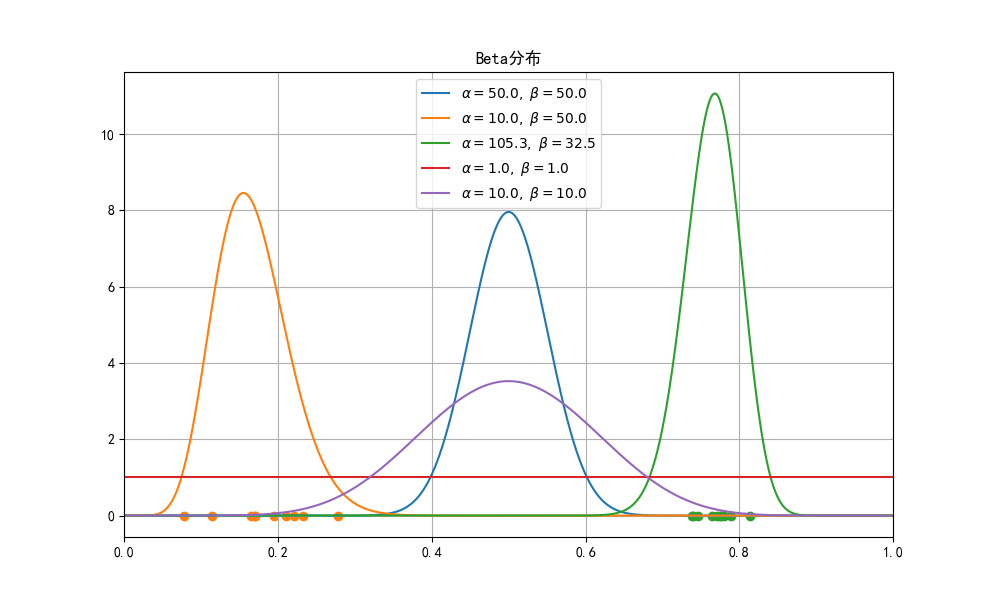 Beta分布
α = 50.0, β = 50.0
α = 10.0, β = 50.0
α = 105.3, β = 32.5
α = 1.0, β = 1.0
α = 10.0, β = 10.0
10
8
6
4
2
0
0.0 0.2 0.4 0.6 0.8 1.0